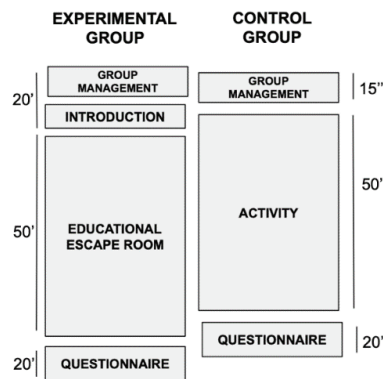 EXPERIMENTAL
GROUP
CONTROL
GROUP
20'
GROUP
MANAGEMENT
INTRODUCTION
50'
EDUCATIONAL
ESCAPE ROOM
20'
QUESTIONNAIRE
GROUP
MANAGEMENT
15"
ACTIVITY
50'
QUESTIONNAIRE
20'